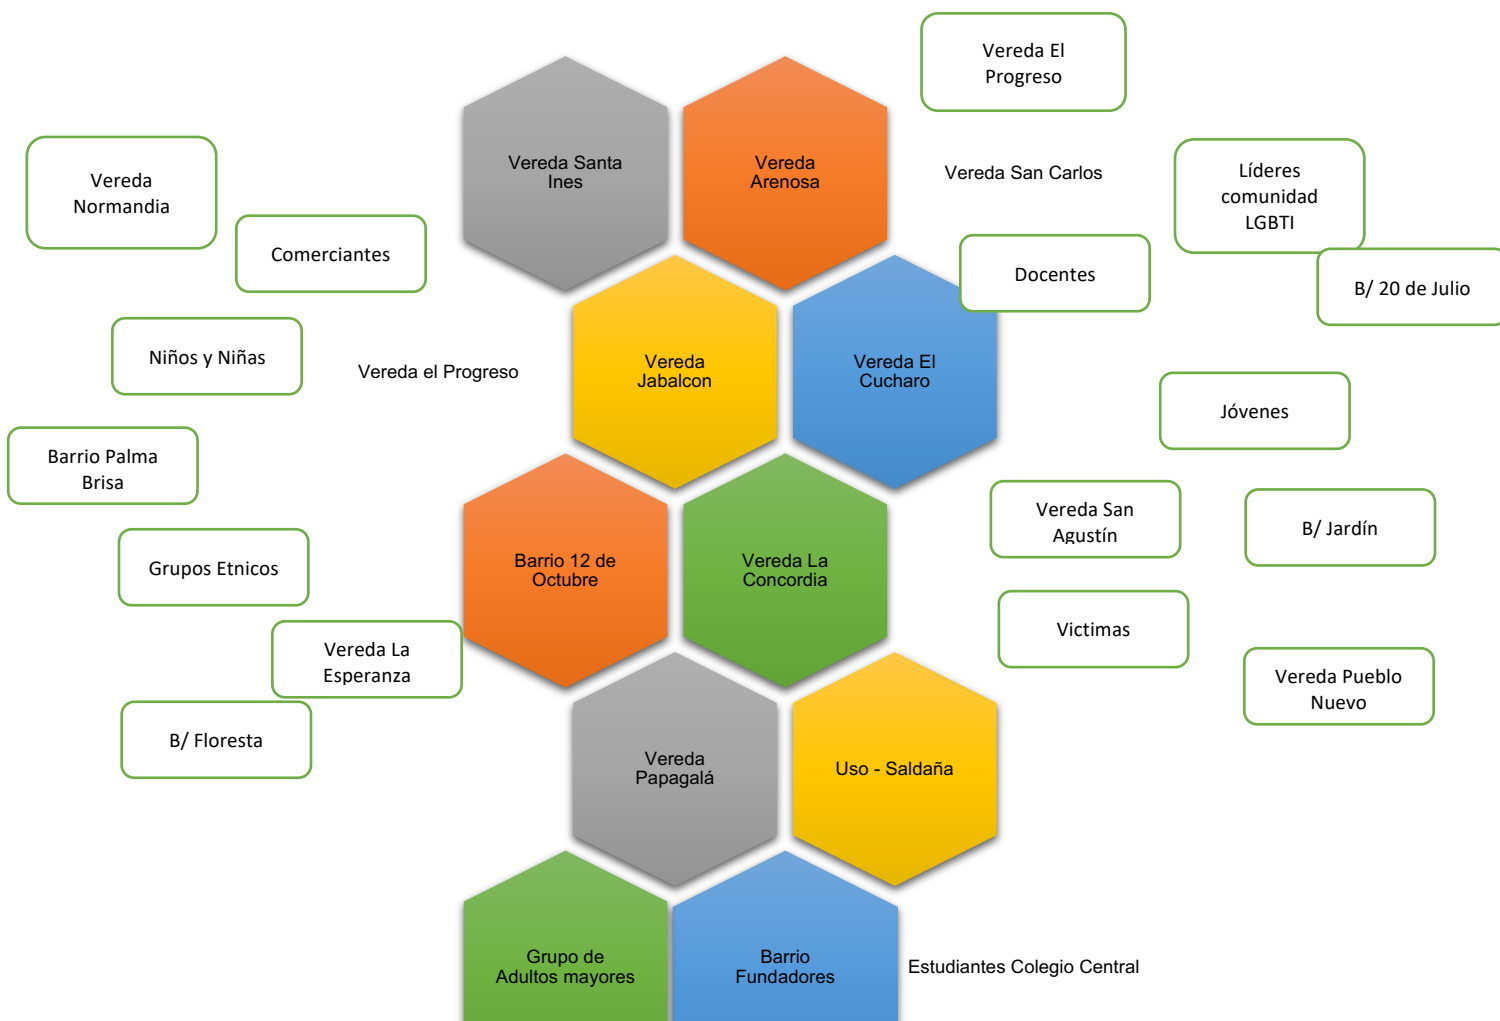 Vereda El
Progreso
Vereda Santa
Ines
Vereda
Arenosa
Vereda San Carlos
Líderes
comunidad
LGBTI
Vereda
Normandia
Comerciantes
Docentes
B/ 20 de Julio
Niños y Niñas
Vereda el Progreso
Vereda
Jabalcon
Vereda El
Cucharo
Jóvenes
Barrio Palma
Brisa
Vereda San
Agustín
B/ Jardín
Grupos Etnicos
Barrio 12 de
Octubre
Vereda La
Concordia
Victimas
Vereda La
Esperanza
Vereda Pueblo
Nuevo
B/ Floresta
Vereda
Papagalá
Uso - Saldaña
Grupo de
Adultos mayores
Barrio
Fundadores
Estudiantes Colegio Central